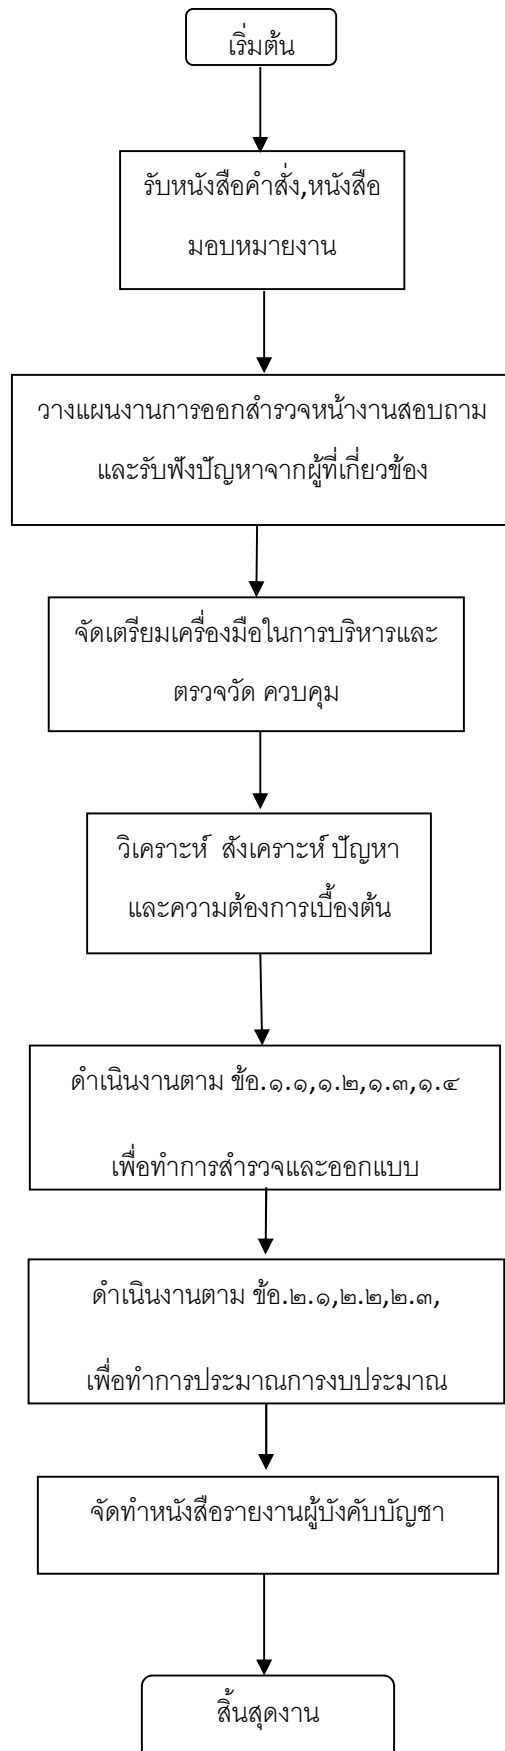 เริ่มต้น
รับหนังสือคำสั่ง,หนังสือ
มอบหมายงาน
วางแผนงานการออกสำรวจหน้างานสอบถาม
และรับฟังปัญหาจากผู้ที่เกี่ยวข้อง
จัดเตรียมเครื่องมือในการบริหารและ
ตรวจวัด ควบคุม
วิเคราะห์ สังเคราะห์ ปัญหา
และความต้องการเบื้องต้น
ดำเนินงานตาม ข้อ.๑.๑,๑.๒,๑.๓,๑.๔
เพื่อทำการสำรวจและออกแบบ
ดำเนินงานตาม ข้อ.๒.๑,๒.๒,๒.๓,
เพื่อทำการประมาณการงบประมาณ
จัดทำหนังสือรายงานผู้บังคับบัญชา
สิ้นสุดงาน